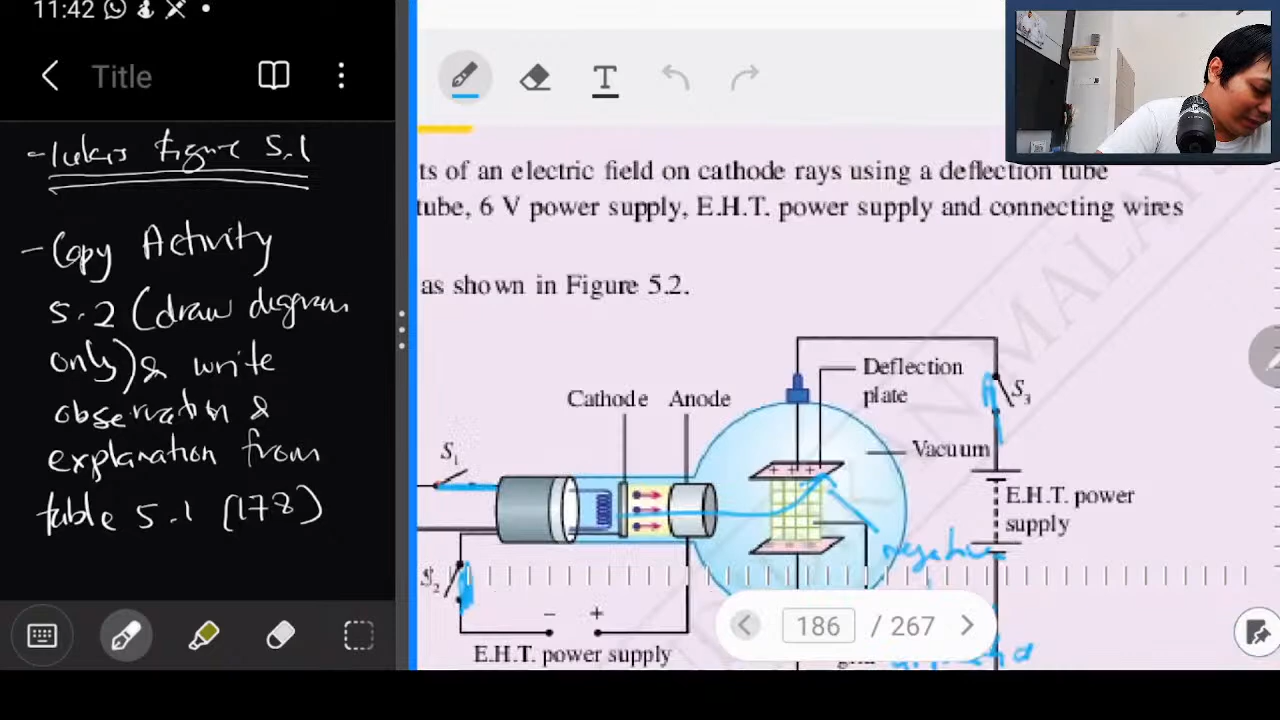 11:42
Title
- lukis figure 5.1
- Copy Activity
5.2 (draw diagram
only) & write
observation &
explanation from
table 5.1 (178)
ts of an electric field on cathode rays using a deflection tube
tube, 6 V power supply, E.H.T. power supply and connecting wires
as shown in Figure 5.2.
Deflection
plate
S3
Cathode Anode
Vacuum
S1
+ + +
E.H.T. power
supply
negative
S2
- +
186 / 267
E.H.T. power supply
T